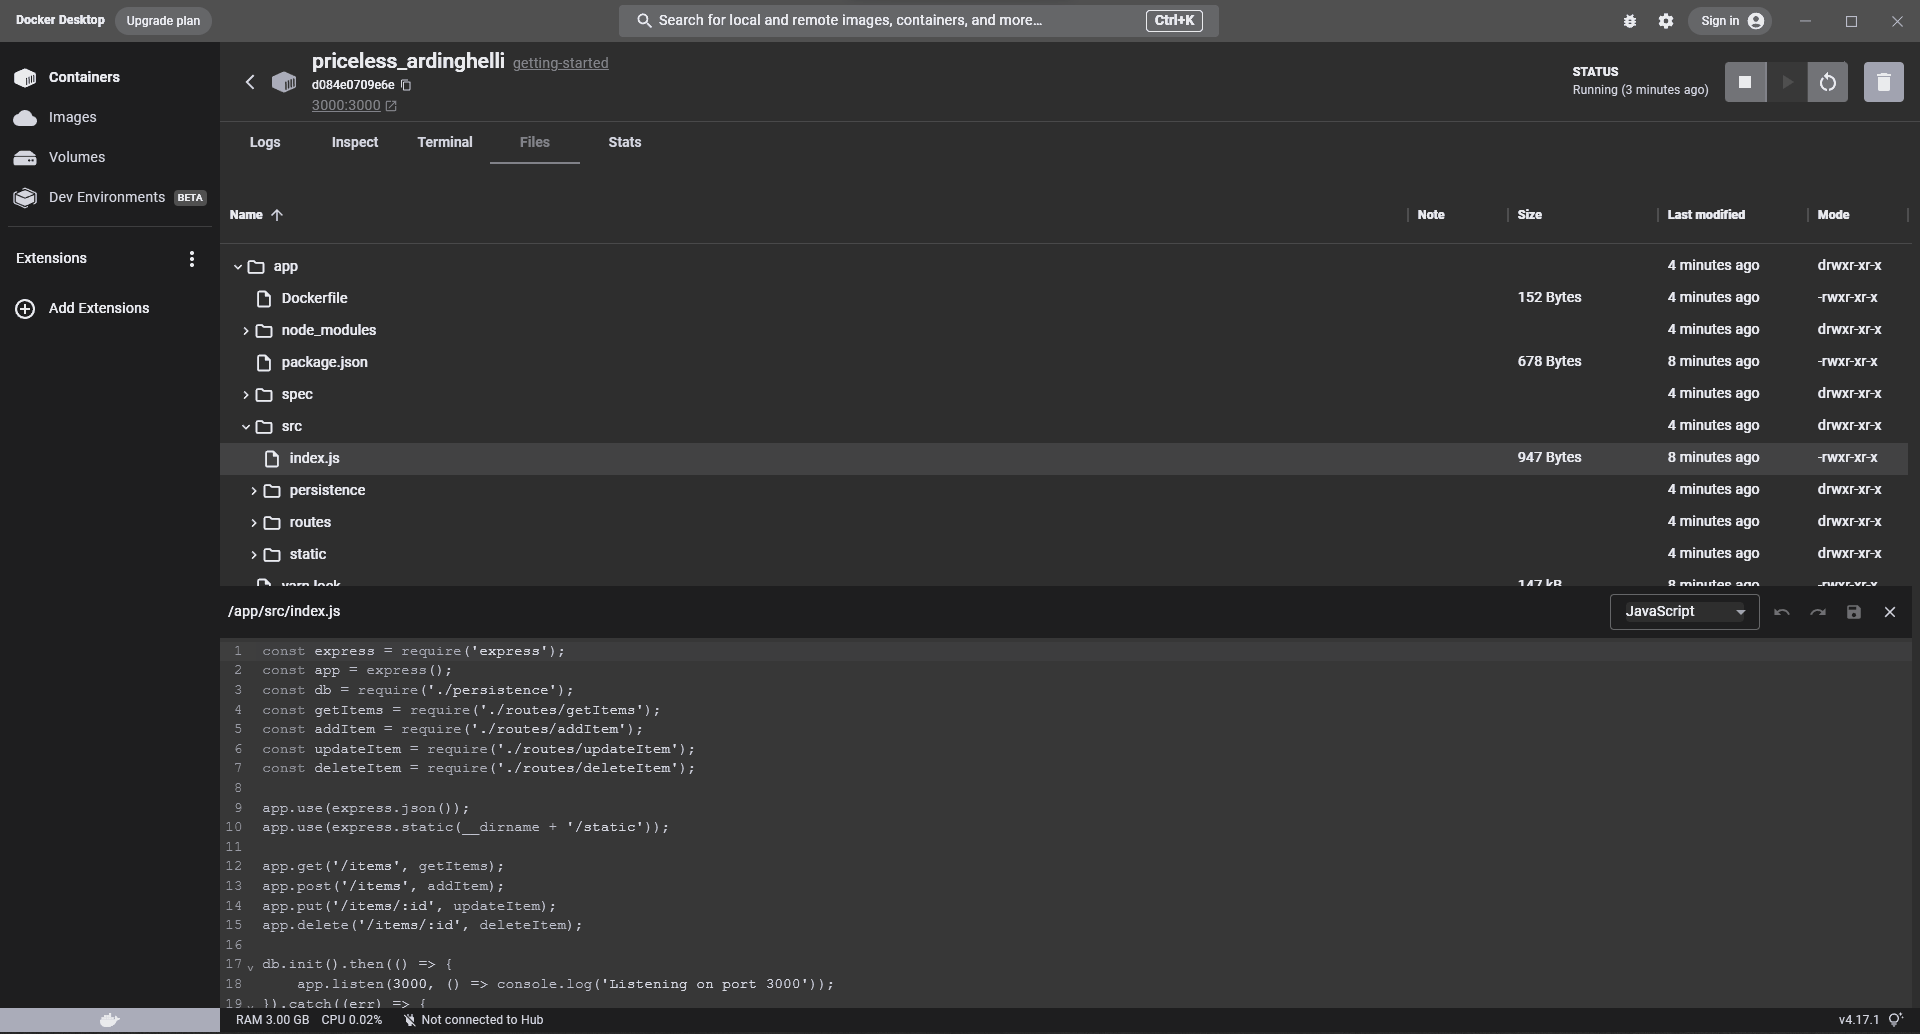 Docker Desktop Upgrade plan Search for local and remote images, containers, and more... Ctrl+K Sign in
Containers
Images
Volumes
Dev Environments BETA
Extensions
Add Extensions
priceless_ardinghelli getting-started
d084e0709e6e
3000:3000
STATUS
Running (3 minutes ago)
Logs Inspect Terminal Files Stats
Name Note Size Last modified Mode
app 4 minutes ago drwxr-xr-x
Dockerfile 152 Bytes 4 minutes ago -rwxr-xr-x
node_modules 4 minutes ago drwxr-xr-x
package.json 678 Bytes 8 minutes ago -rwxr-xr-x
spec 4 minutes ago drwxr-xr-x
src 4 minutes ago drwxr-xr-x
index.js 947 Bytes 8 minutes ago -rwxr-xr-x
persistence 4 minutes ago drwxr-xr-x
routes 4 minutes ago drwxr-xr-x
static 4 minutes ago drwxr-xr-x
yarn.lock 147 kB 8 minutes ago -rwxr-xr-x
/app/src/index.js JavaScript
1 const express = require('express');
2 const app = express();
3 const db = require('./persistence');
4 const getItems = require('./routes/getItems');
5 const addItem = require('./routes/addItem');
6 const updateItem = require('./routes/updateItem');
7 const deleteItem = require('./routes/deleteItem');
8
9 app.use(express.json());
10 app.use(express.static(__dirname + '/static'));
11
12 app.get('/items', getItems);
13 app.post('/items', addItem);
14 app.put('/items/:id', updateItem);
15 app.delete('/items/:id', deleteItem);
16
17 db.init().then(() => {
18 app.listen(3000, () => console.log('Listening on port 3000'));
19 }).catch((err) => {
RAM 3.00 GB CPU 0.02% Not connected to Hub v4.17.1